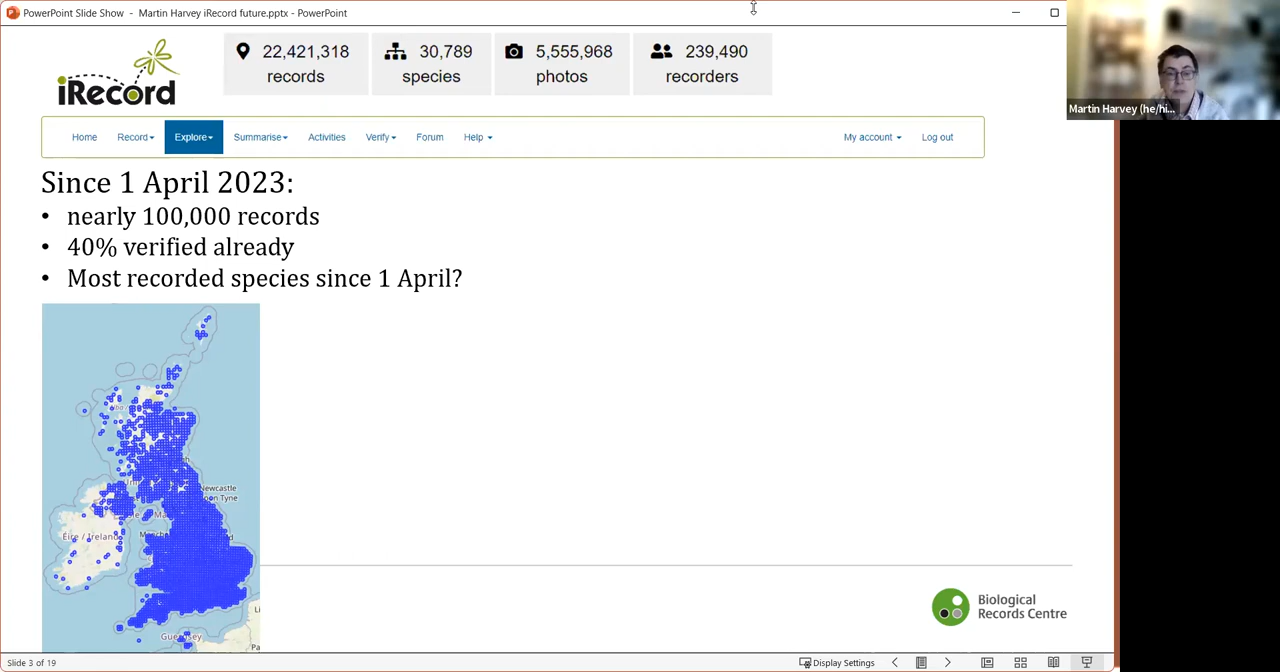 PowerPoint Slide Show - Martin Harvey iRecord future.pptx - PowerPoint
Martin Harvey (he/hi...
iRecord
22,421,318 records
30,789 species
5,555,968 photos
239,490 recorders
Home Record Explore Summarise Activities Verify Forum Help My account Log out
Since 1 April 2023:
• nearly 100,000 records
• 40% verified already
• Most recorded species since 1 April?
Newcastle
Éire / Ireland
Guernsey
Biological
Records Centre
Slide 3 of 19
Display Settings